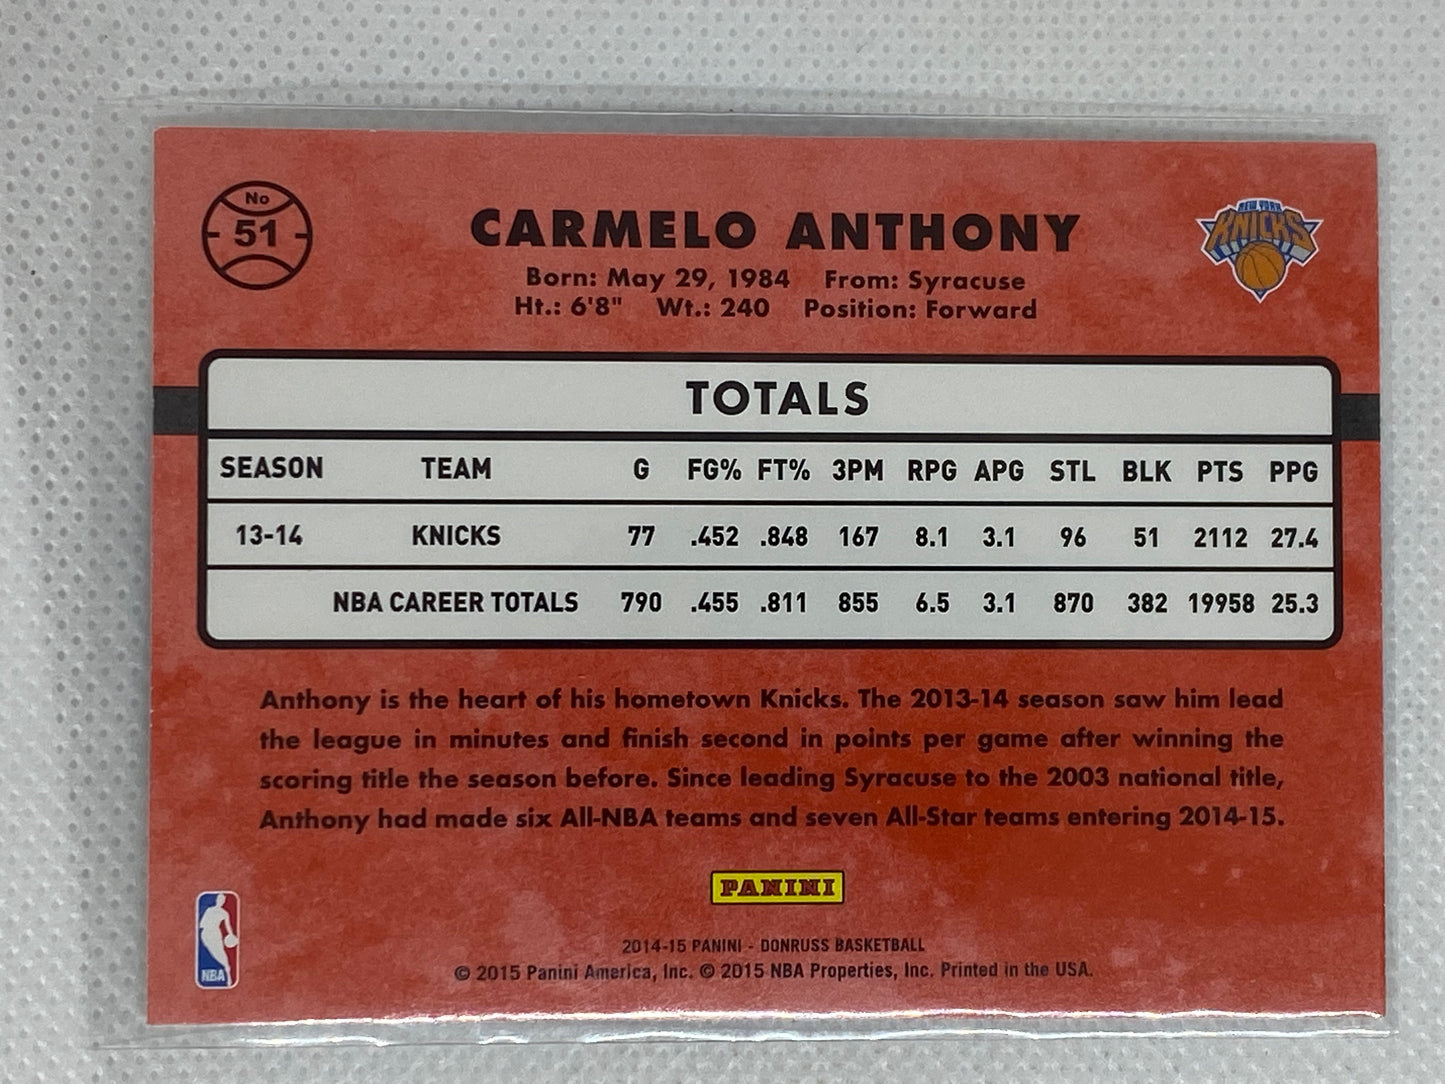 No
51
CARMELO ANTHONY
NEW YORK
KNICKS
Born: May 29, 1984 From: Syracuse
Ht.: 6'8" Wt.: 240 Position: Forward
TOTALS
SEASON TEAM G FG% FT% 3PM RPG APG STL BLK PTS PPG
13-14 KNICKS 77 .452 .848 167 8.1 3.1 96 51 2112 27.4
NBA CAREER TOTALS 790 .455 .811 855 6.5 3.1 870 382 19958 25.3
Anthony is the heart of his hometown Knicks. The 2013-14 season saw him lead
the league in minutes and finish second in points per game after winning the
scoring title the season before. Since leading Syracuse to the 2003 national title,
Anthony had made six All-NBA teams and seven All-Star teams entering 2014-15.
PANINI
NBA
2014-15 PANINI - DONRUSS BASKETBALL
© 2015 Panini America, Inc. © 2015 NBA Properties, Inc. Printed in the USA.